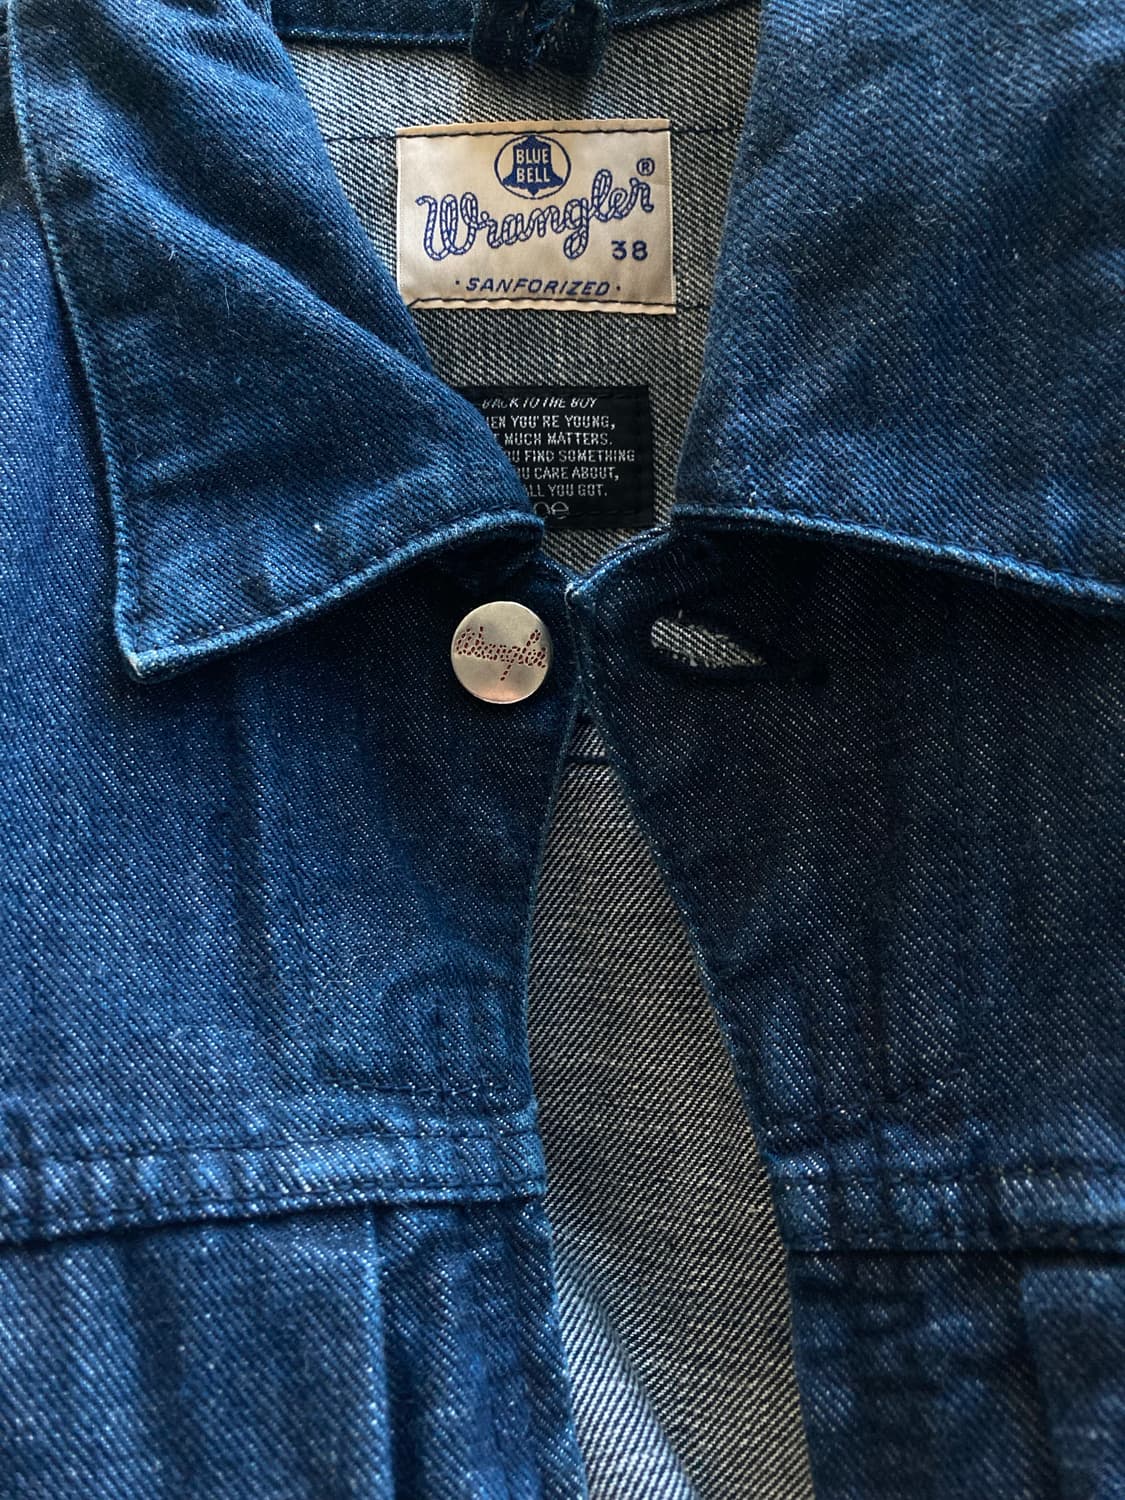 BLUE
BELL
Wrangler®
38
· SANFORIZED ·
BACK TO THE BOY
YOU'RE YOUNG,
MUCH MATTERS.
FIND SOMETHING
CARE ABOUT,
YOU GOT.
Wrangler